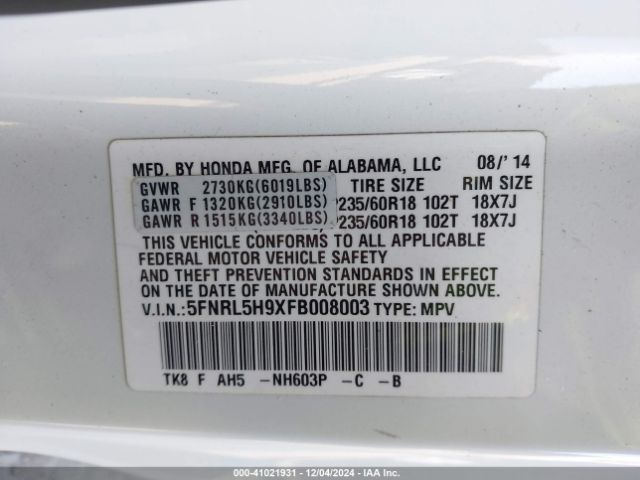 MFD. BY HONDA MFG. OF ALABAMA, LLC 08/'14
GVWR 2730KG(6019LBS) TIRE SIZE RIM SIZE
GAWR F 1320KG(2910LBS) P235/60R18 102T 18X7J
GAWR R 1515KG(3340LBS) P235/60R18 102T 18X7J
THIS VEHICLE CONFORMS TO ALL APPLICABLE
FEDERAL MOTOR VEHICLE SAFETY
AND THEFT PREVENTION STANDARDS IN EFFECT
ON THE DATE OF MANUFACTURE SHOWN ABOVE.
V.I.N.:5FNRL5H9XFB008003 TYPE: MPV
TK8 F AH5 -NH603P -C -B
000-41021931 - 12/04/2024 - IAA Inc.